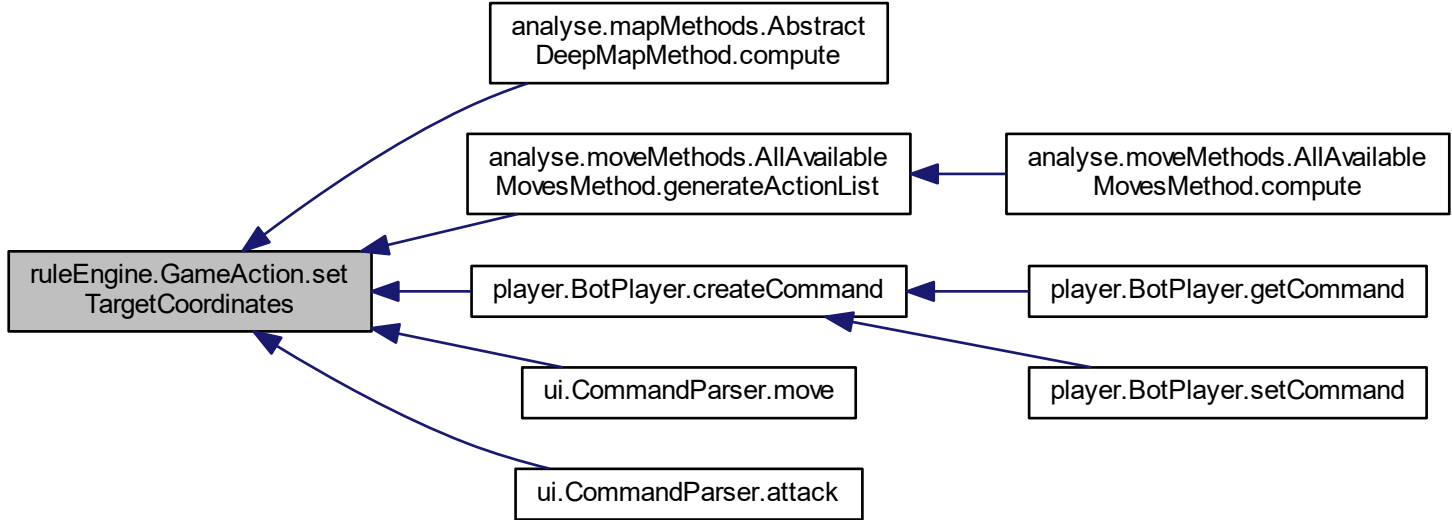 analyse.mapMethods.Abstract
DeepMapMethod.compute
analyse.moveMethods.AllAvailable
MovesMethod.generateActionList
analyse.moveMethods.AllAvailable
MovesMethod.compute
ruleEngine.GameAction.set
TargetCoordinates
player.BotPlayer.createCommand
player.BotPlayer.getCommand
ui.CommandParser.move
player.BotPlayer.setCommand
ui.CommandParser.attack